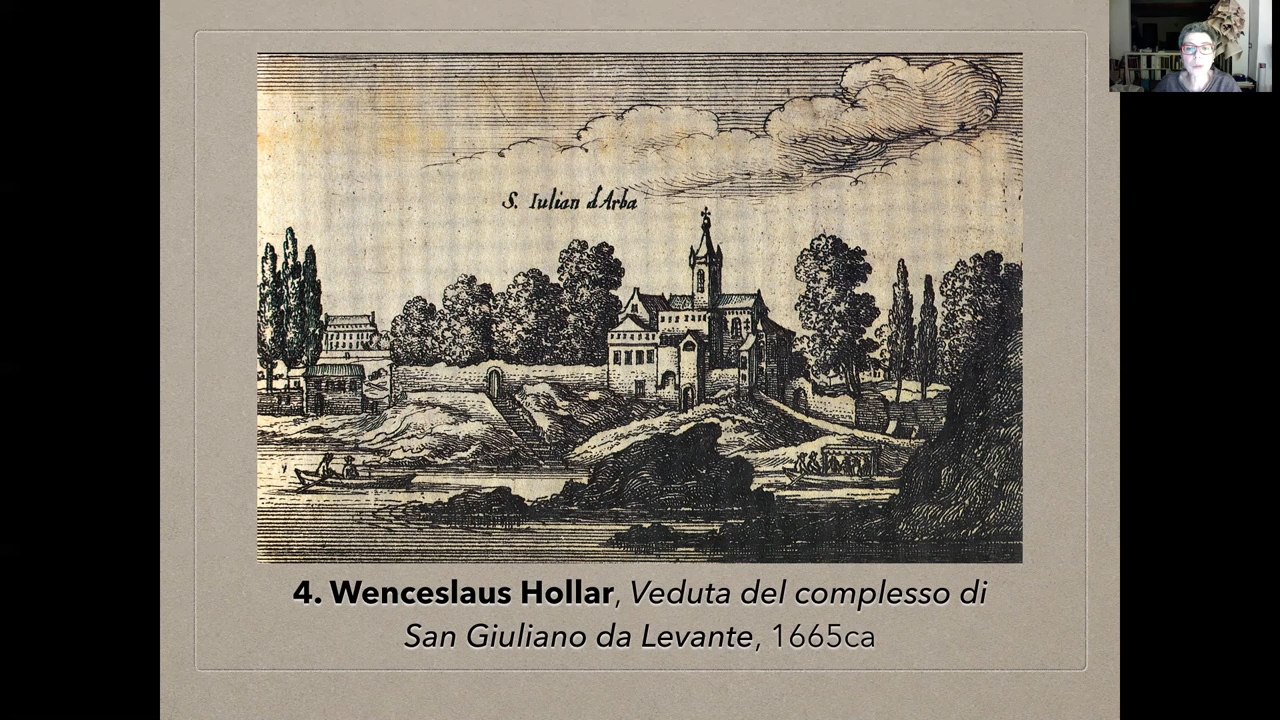 S. Iulian d'Arba
4. Wenceslaus Hollar, Veduta del complesso di
San Giuliano da Levante, 1665ca